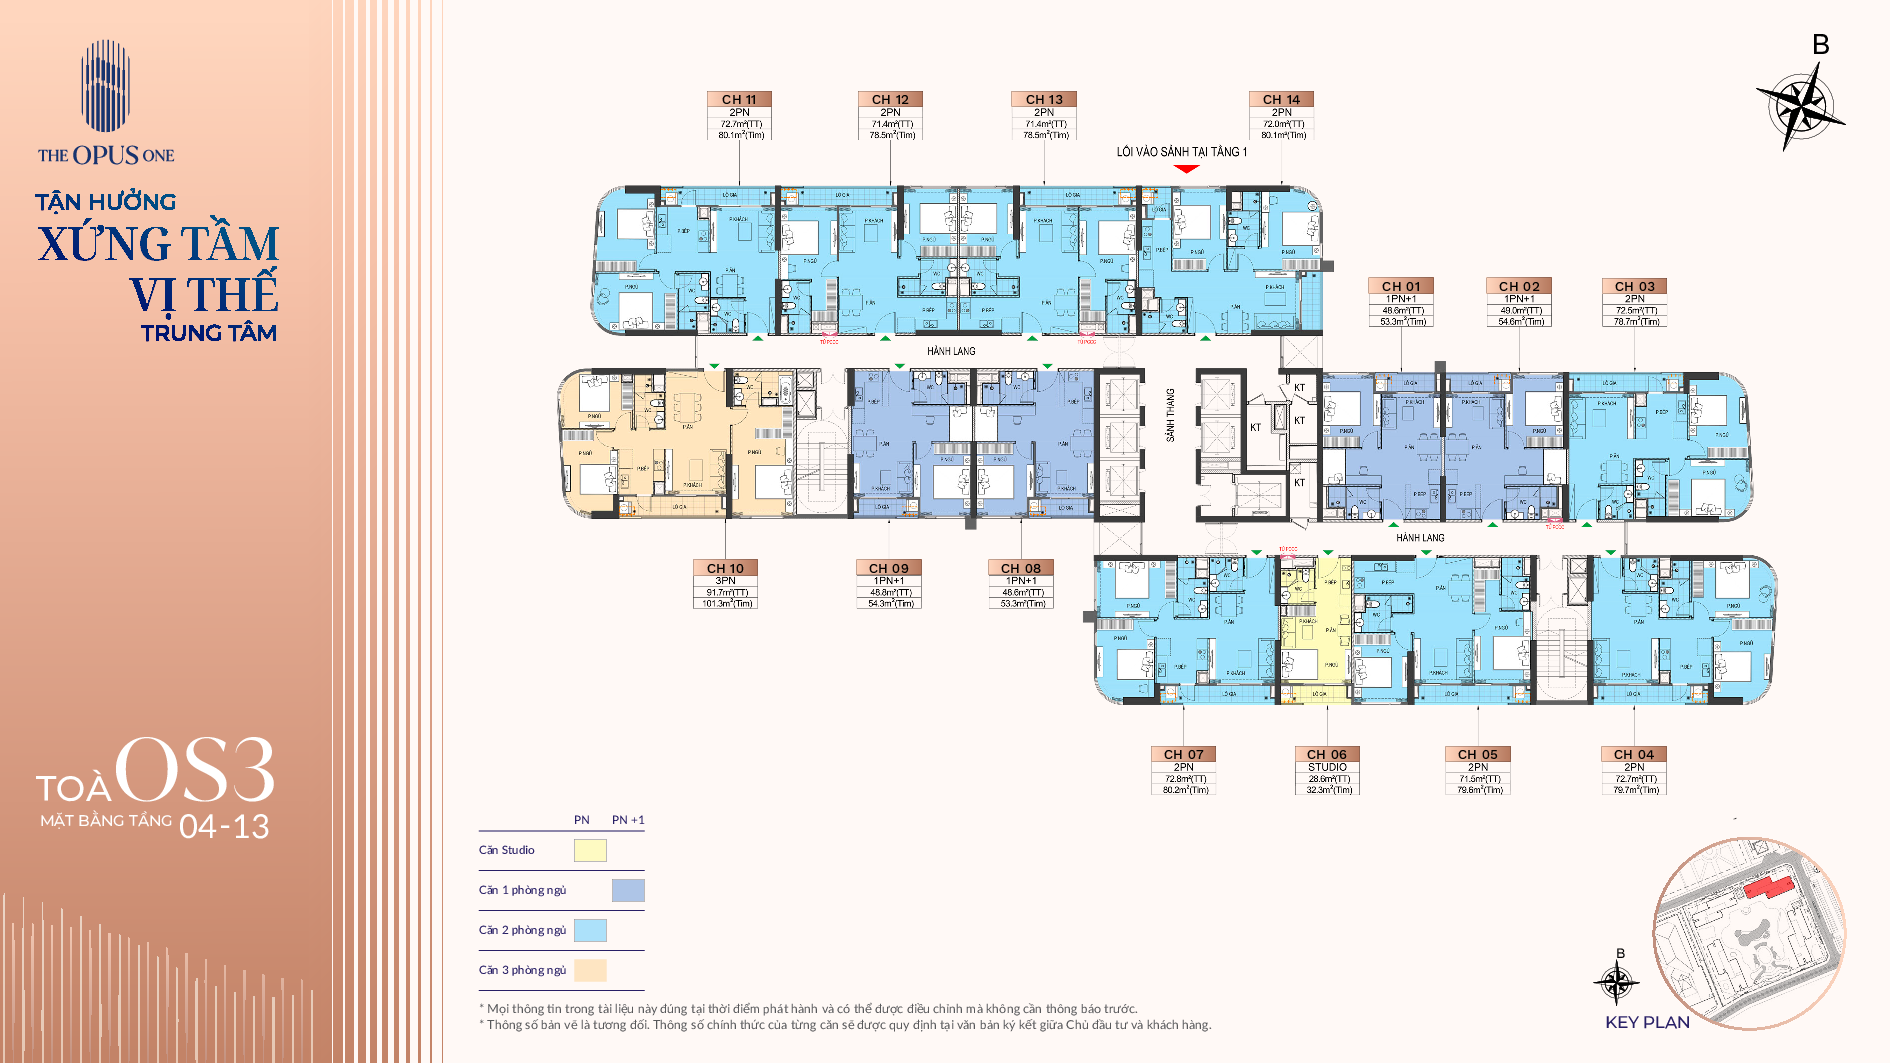 THE OPUS ONE
TẬN HƯỞNG
XỨNG TẦM
VỊ THẾ
TRUNG TÂM
TOÀ OS3
MẶT BẰNG TẦNG 04-13
B
CH 11
2PN
72.7m²(TT)
80.1m²(Tim)
CH 12
2PN
71.4m²(TT)
78.5m²(Tim)
CH 13
2PN
71.4m²(TT)
78.5m²(Tim)
CH 14
2PN
72.0m²(TT)
80.1m²(Tim)
LỐI VÀO SẢNH TẠI TẦNG 1
CH 01
1PN+1
48.6m²(TT)
53.3m²(Tim)
CH 02
1PN+1
49.0m²(TT)
54.6m²(Tim)
CH 03
2PN
72.5m²(TT)
78.7m²(Tim)
HÀNH LANG
SẢNH THANG
KT
KT
KT
KT
HÀNH LANG
CH 10
3PN
91.7m²(TT)
101.3m²(Tim)
CH 09
1PN+1
48.8m²(TT)
54.3m²(Tim)
CH 08
1PN+1
48.6m²(TT)
53.3m²(Tim)
CH 07
2PN
72.8m²(TT)
80.2m²(Tim)
CH 06
STUDIO
28.6m²(TT)
32.3m²(Tim)
CH 05
2PN
71.5m²(TT)
79.6m²(Tim)
CH 04
2PN
72.7m²(TT)
79.7m²(Tim)
PN PN +1
Căn Studio
Căn 1 phòng ngủ
Căn 2 phòng ngủ
Căn 3 phòng ngủ
* Mọi thông tin trong tài liệu này đúng tại thời điểm phát hành và có thể được điều chỉnh mà không cần thông báo trước.
* Thông số bản vẽ là tương đối. Thông số chính thức của từng căn sẽ được quy định tại văn bản ký kết giữa Chủ đầu tư và khách hàng.
B
KEY PLAN